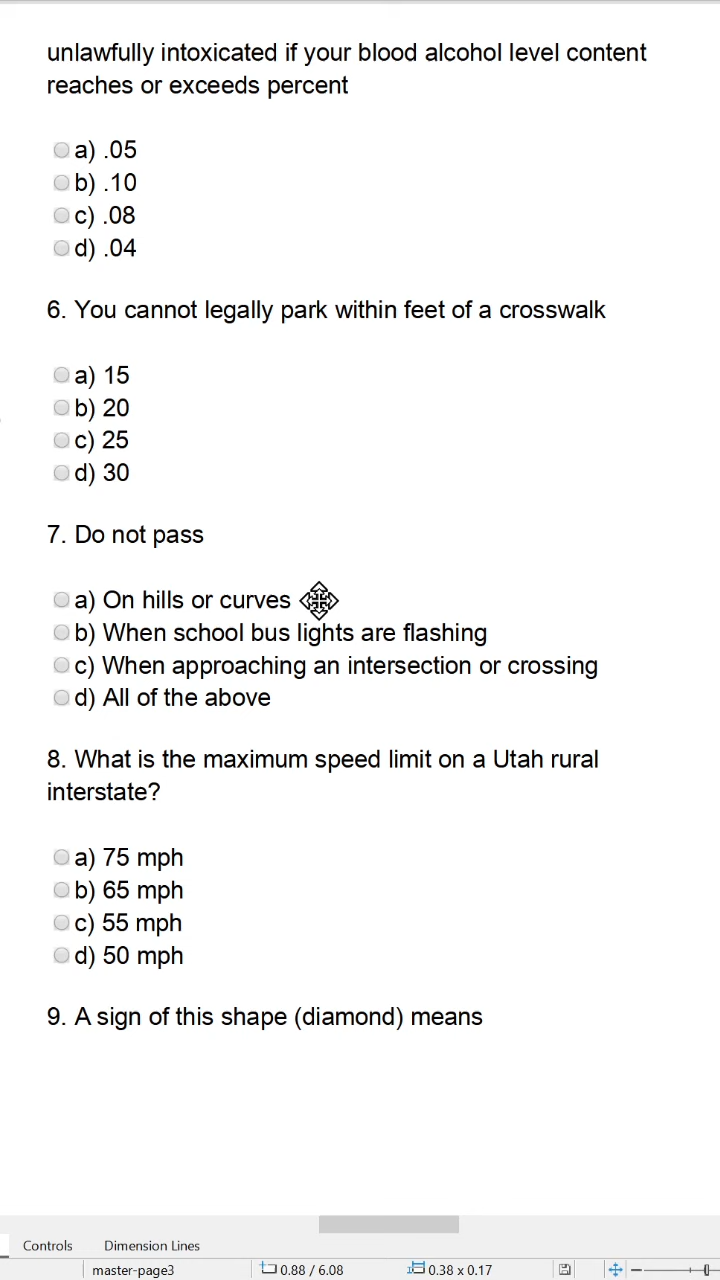 unlawfully intoxicated if your blood alcohol level content
reaches or exceeds percent
a) .05
b) .10
c) .08
d) .04
6. You cannot legally park within feet of a crosswalk
a) 15
b) 20
c) 25
d) 30
7. Do not pass
a) On hills or curves
b) When school bus lights are flashing
c) When approaching an intersection or crossing
d) All of the above
8. What is the maximum speed limit on a Utah rural
interstate?
a) 75 mph
b) 65 mph
c) 55 mph
d) 50 mph
9. A sign of this shape (diamond) means
Controls Dimension Lines
master-page3 0.88 / 6.08 0.38 x 0.17